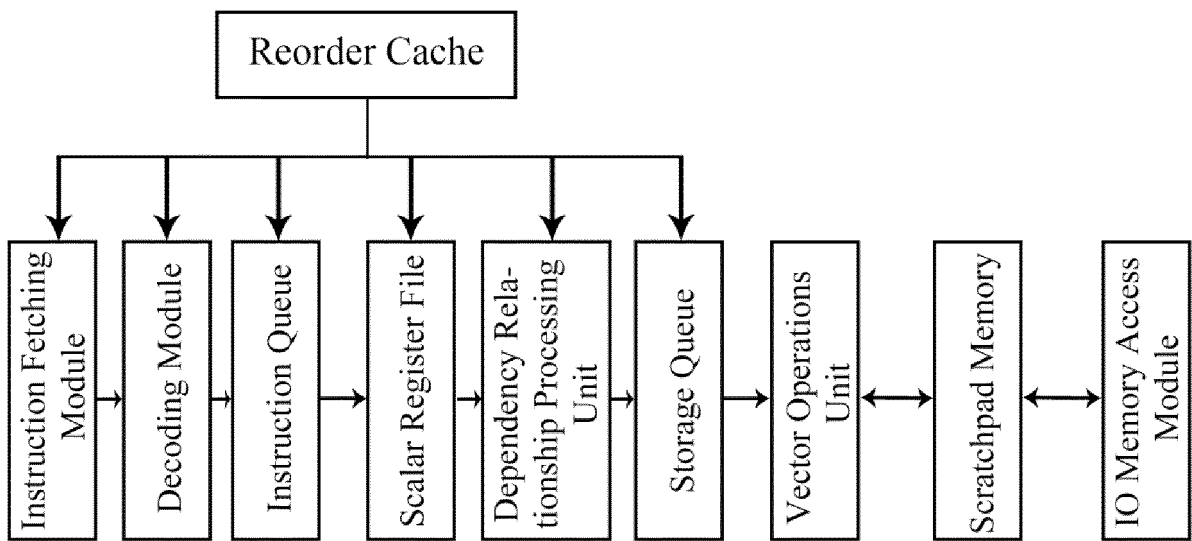 Reorder Cache
Instruction Fetching
Module
Decoding Module
Instruction Queue
Scalar Register File
Dependency Rela-
tionship Processing
Unit
Storage Queue
Vector Operations
Unit
Scratchpad Memory
IO Memory Access
Module